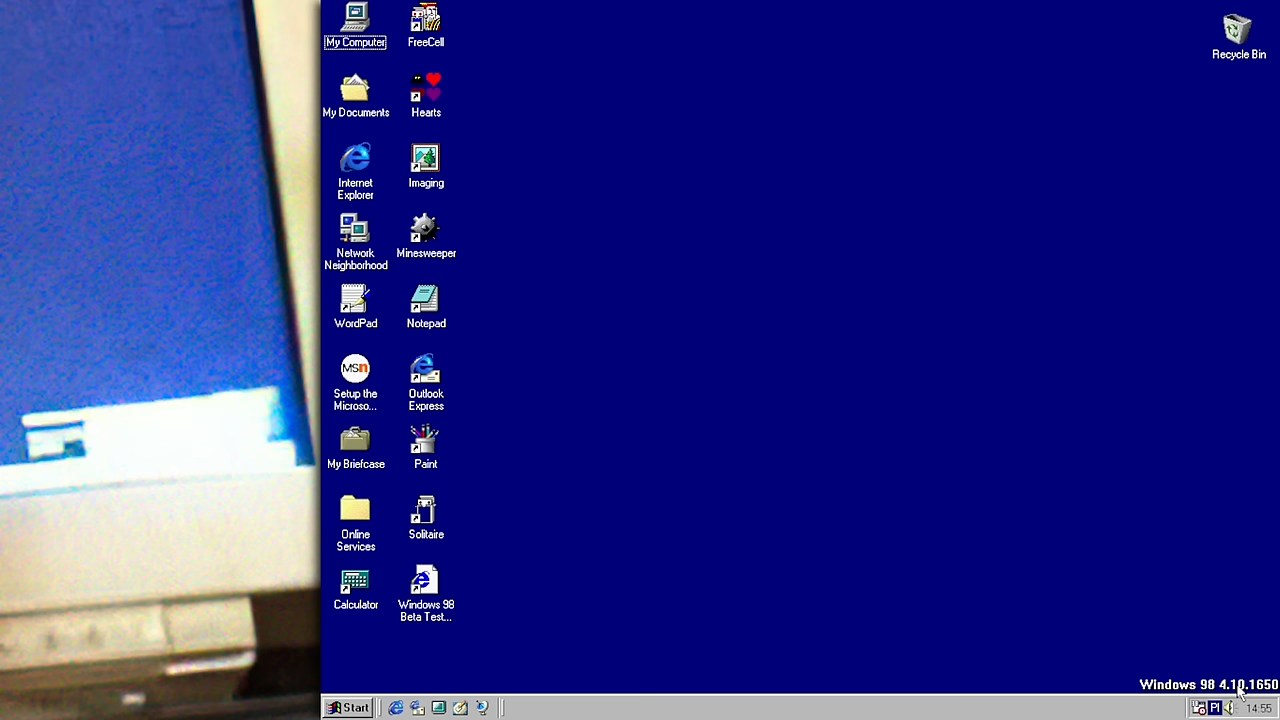 My Computer
FreeCell
Recycle Bin
My Documents
Hearts
Internet
Explorer
Imaging
Network
Neighborhood
Minesweeper
WordPad
Notepad
MSn
Setup the
Microso...
Outlook
Express
My Briefcase
Paint
Online
Services
Solitaire
Calculator
Windows 98
Beta Test...
Windows 98 4.10.1650
Start
Pl
14:55